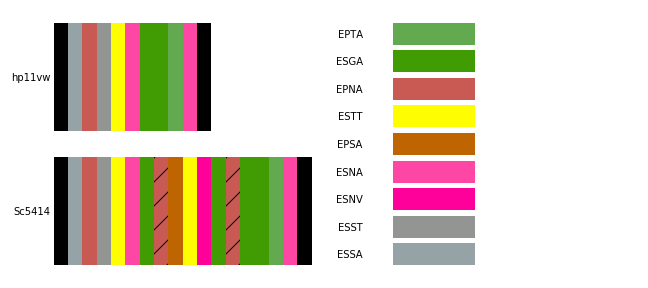 hp11vw
Sc5414
EPTA
ESGA
EPNA
ESTT
EPSA
ESNA
ESNV
ESST
ESSA